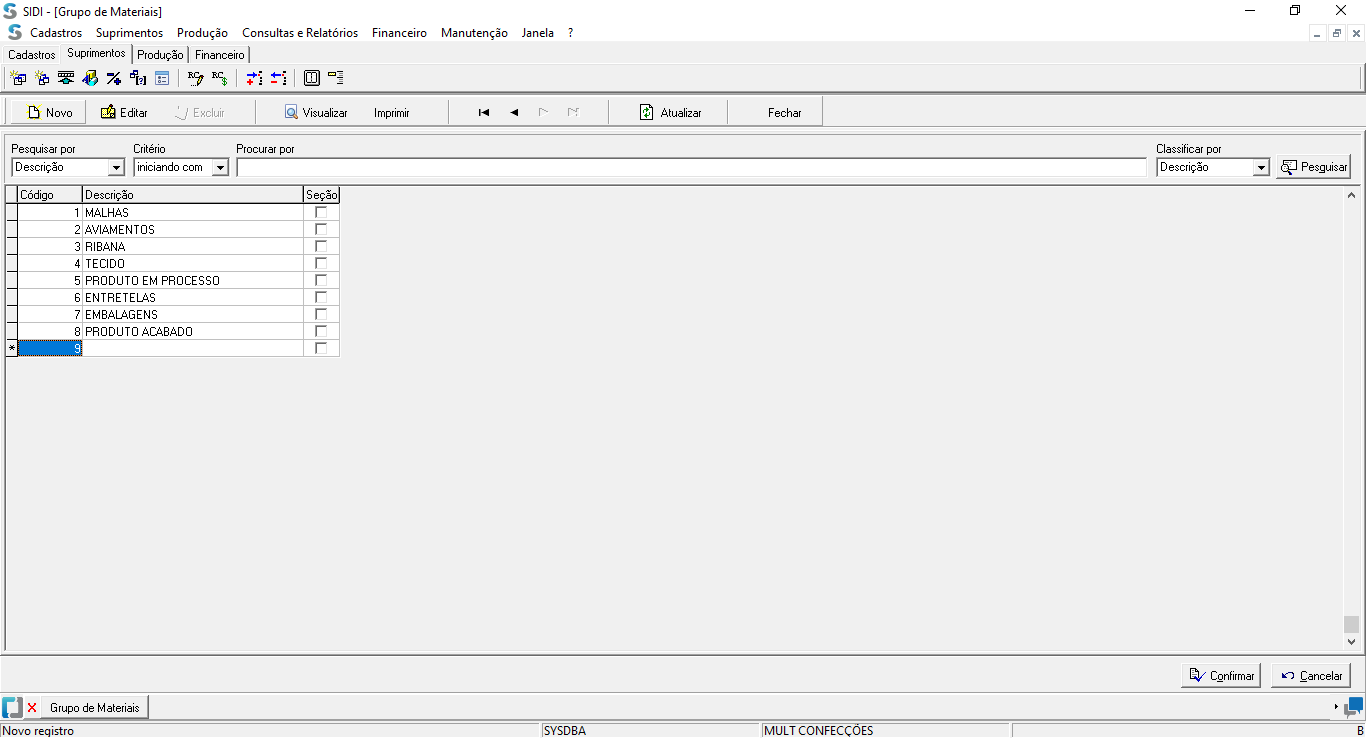 SIDI - [Grupo de Materiais]
Cadastros Suprimentos Produção Consultas e Relatórios Financeiro Manutenção Janela ?
Cadastros Suprimentos Produção Financeiro
Novo Editar Excluir Visualizar Imprimir Atualizar Fechar
Pesquisar por Critério Procurar por Classificar por
Descrição iniciando com Descrição Pesquisar
Código Descrição Seção
1 MALHAS
2 AVIAMENTOS
3 RIBANA
4 TECIDO
5 PRODUTO EM PROCESSO
6 ENTRETELAS
7 EMBALAGENS
8 PRODUTO ACABADO
* 9
Confirmar Cancelar
Grupo de Materiais
Novo registro SYSDBA MULT CONFECÇÕES B